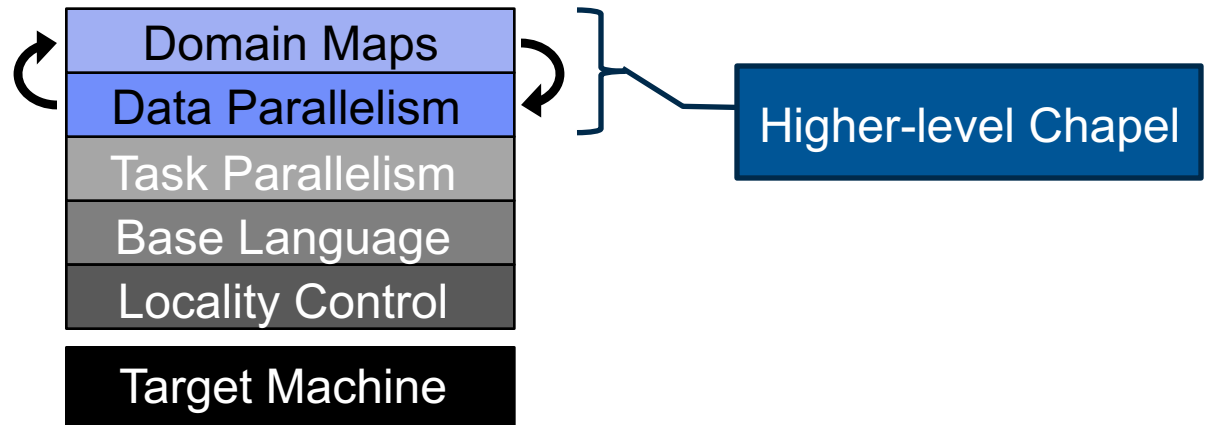 Domain Maps
Data Parallelism
Higher-level Chapel
Task Parallelism
Base Language
Locality Control
Target Machine